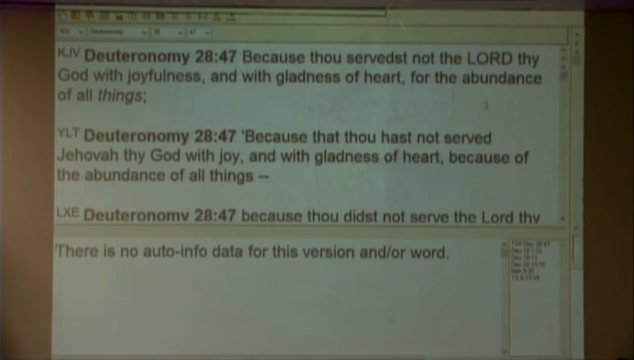 KJV
Deuteronomy
28
47
KJV Deuteronomy 28:47 Because thou servedst not the LORD thy
God with joyfulness, and with gladness of heart, for the abundance
of all things;
YLT Deuteronomy 28:47 'Because that thou hast not served
Jehovah thy God with joy, and with gladness of heart, because of
the abundance of all things --
LXE Deuteronomy 28:47 because thou didst not serve the Lord thy
There is no auto-info data for this version and/or word.